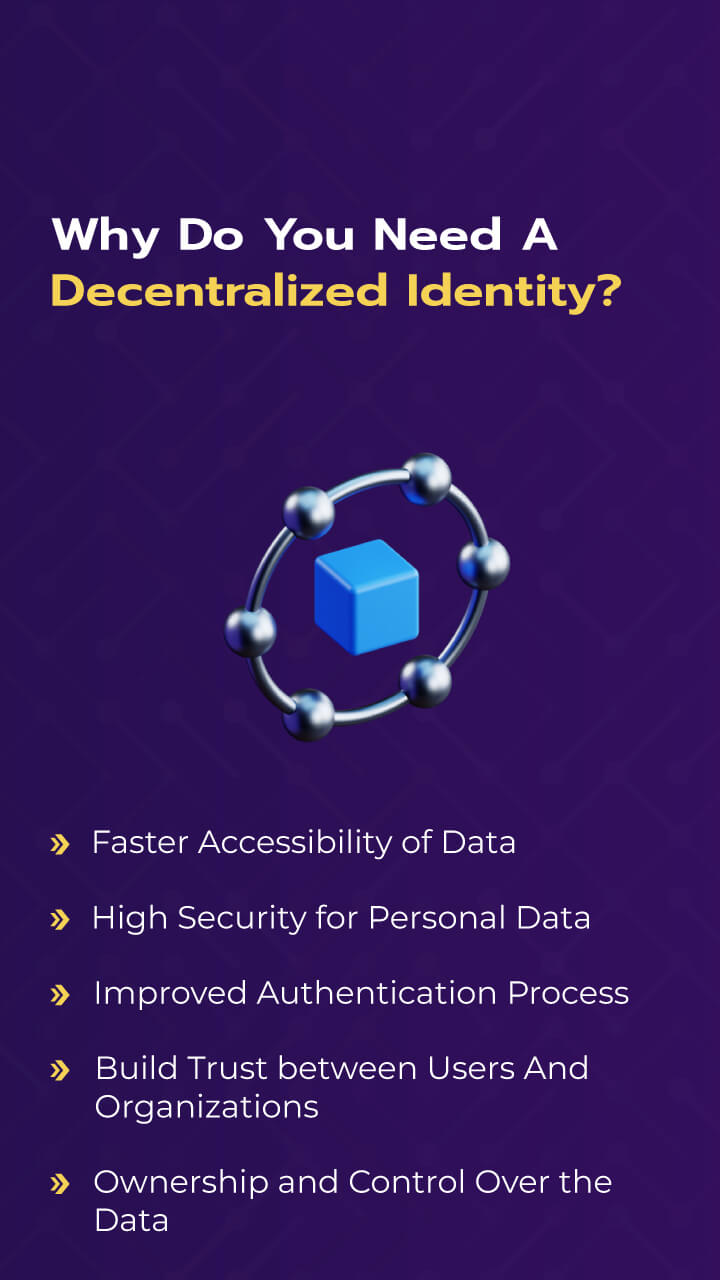 Why Do You Need A
Decentralized Identity?
» Faster Accessibility of Data
» High Security for Personal Data
» Improved Authentication Process
» Build Trust between Users And
Organizations
» Ownership and Control Over the
Data